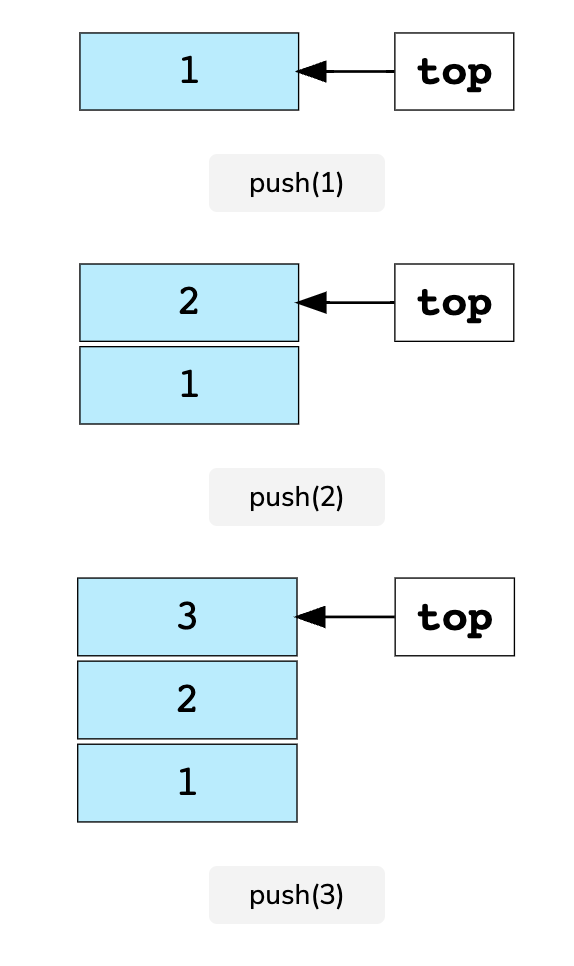 1 top
push(1)
2 top
1
push(2)
3 top
2
1
push(3)